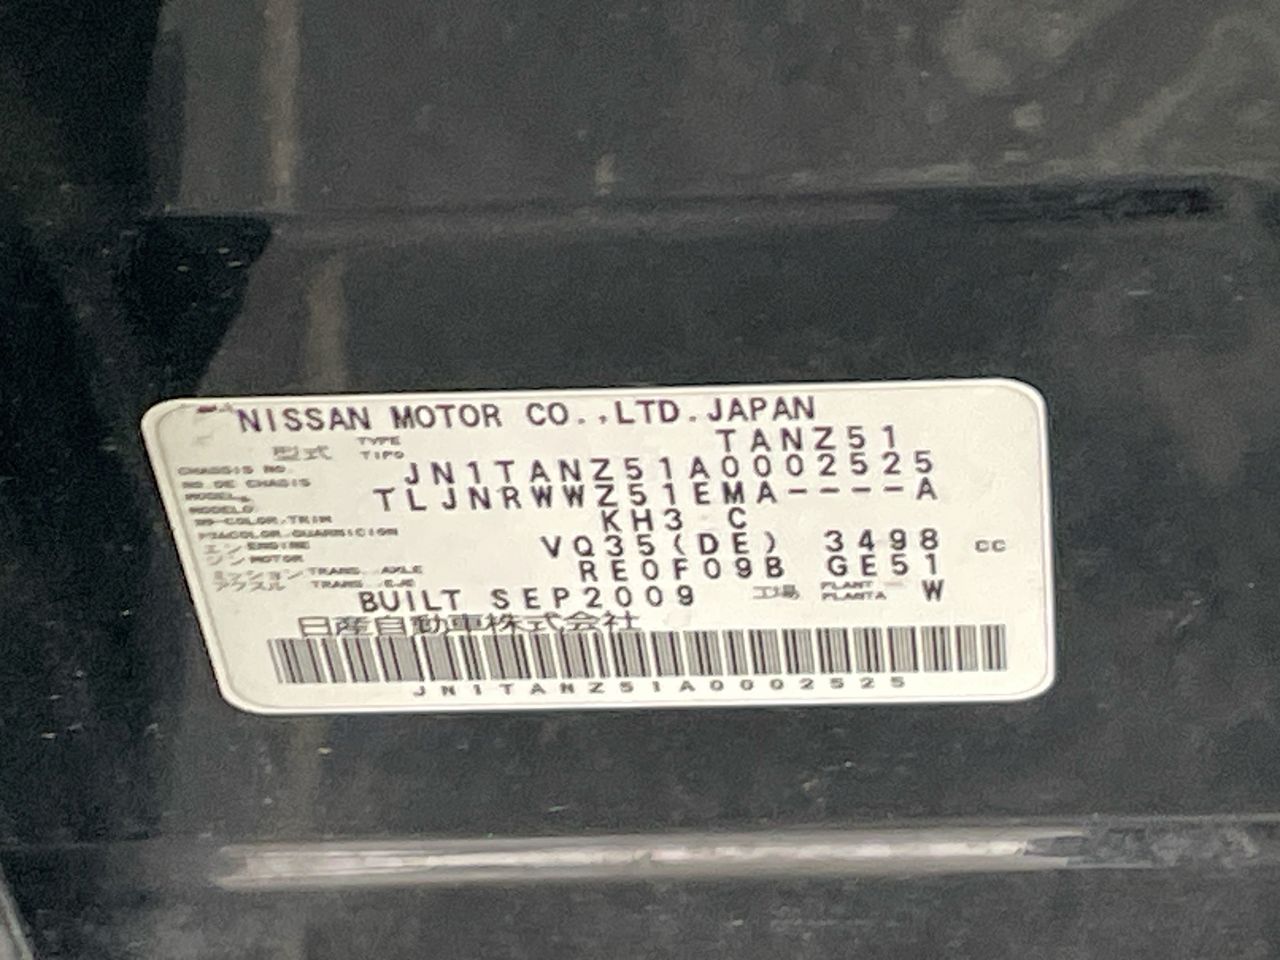 NISSAN MOTOR CO.,LTD.JAPAN
型式 TYPE TIPO TANZ51
CHASSIS NO. NO DE CHASIS JN1TANZ51A0002525
MODEL MODELO TLJNRWWZ51EMA----A
COLOR,TRIM COLOR GUARNICION KH3 C
エンジン ENGINE MOTOR VQ35(DE) 3498 CC
ミッション アクスル TRANS. AXLE TRANS. EJE RE0F09B GE51
BUILT SEP2009 工場 PLANT PLANTA W
日産自動車株式会社
JN1TANZ51A0002525